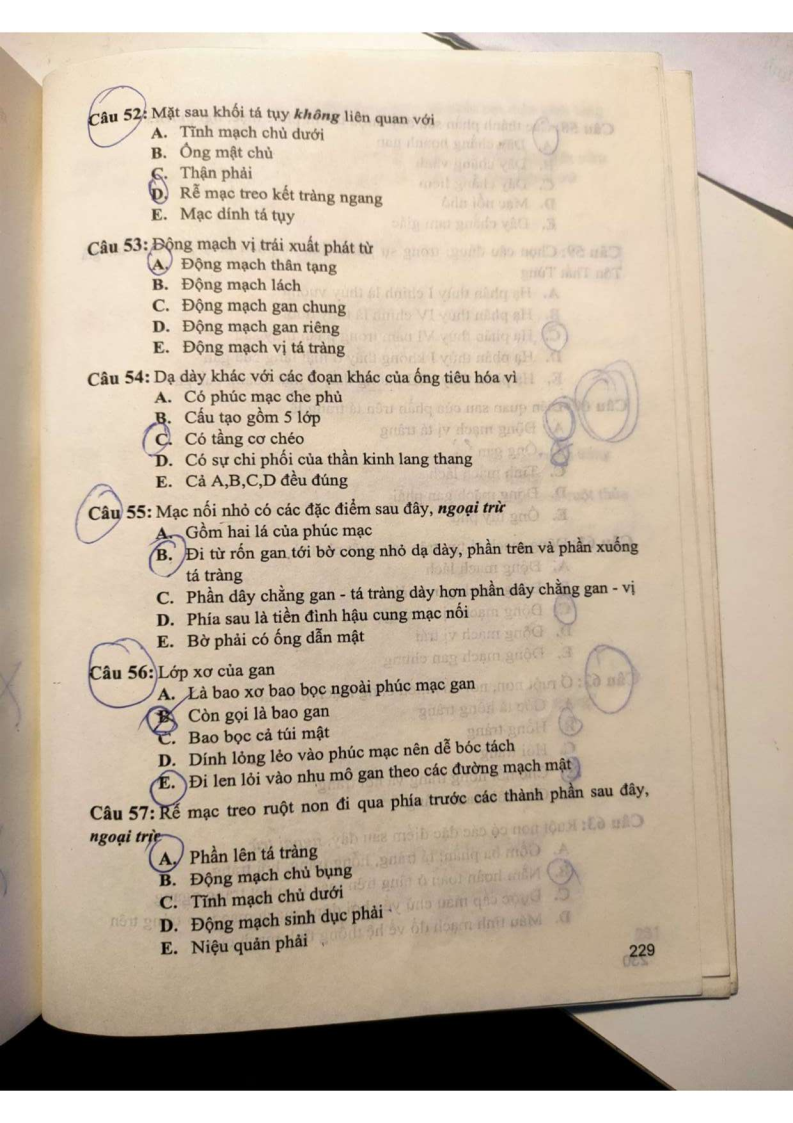 Câu 52: Mặt sau khối tá tụy không liên quan với
A. Tĩnh mạch chủ dưới
B. Ống mật chủ
C. Thận phải
D. Rễ mạc treo kết tràng ngang
E. Mạc dính tá tụy
Câu 53: Động mạch vị trái xuất phát từ
A. Động mạch thân tạng
B. Động mạch lách
C. Động mạch gan chung
D. Động mạch gan riêng
E. Động mạch vị tá tràng
Câu 54: Dạ dày khác với các đoạn khác của ống tiêu hóa vì
A. Có phúc mạc che phủ
B. Cấu tạo gồm 5 lớp
C. Có tầng cơ chéo
D. Có sự chi phối của thần kinh lang thang
E. Cả A,B,C,D đều đúng
Câu 55: Mạc nối nhỏ có các đặc điểm sau đây, ngoại trừ
A. Gồm hai lá của phúc mạc
B. Đi từ rốn gan tới bờ cong nhỏ dạ dày, phần trên và phần xuống
tá tràng
C. Phần dây chằng gan - tá tràng dày hơn phần dây chằng gan - vị
D. Phía sau là tiền đình hậu cung mạc nối
E. Bờ phải có ống dẫn mật
Câu 56: Lớp xơ của gan
A. Là bao xơ bao bọc ngoài phúc mạc gan
B. Còn gọi là bao gan
C. Bao bọc cả túi mật
D. Dính lỏng lẻo vào phúc mạc nên dễ bóc tách
E. Đi len lỏi vào nhu mô gan theo các đường mạch mật
Câu 57: Rễ mạc treo ruột non đi qua phía trước các thành phần sau đây,
ngoại trừ
A. Phần lên tá tràng
B. Động mạch chủ bụng
C. Tĩnh mạch chủ dưới
D. Động mạch sinh dục phải
E. Niệu quản phải
229